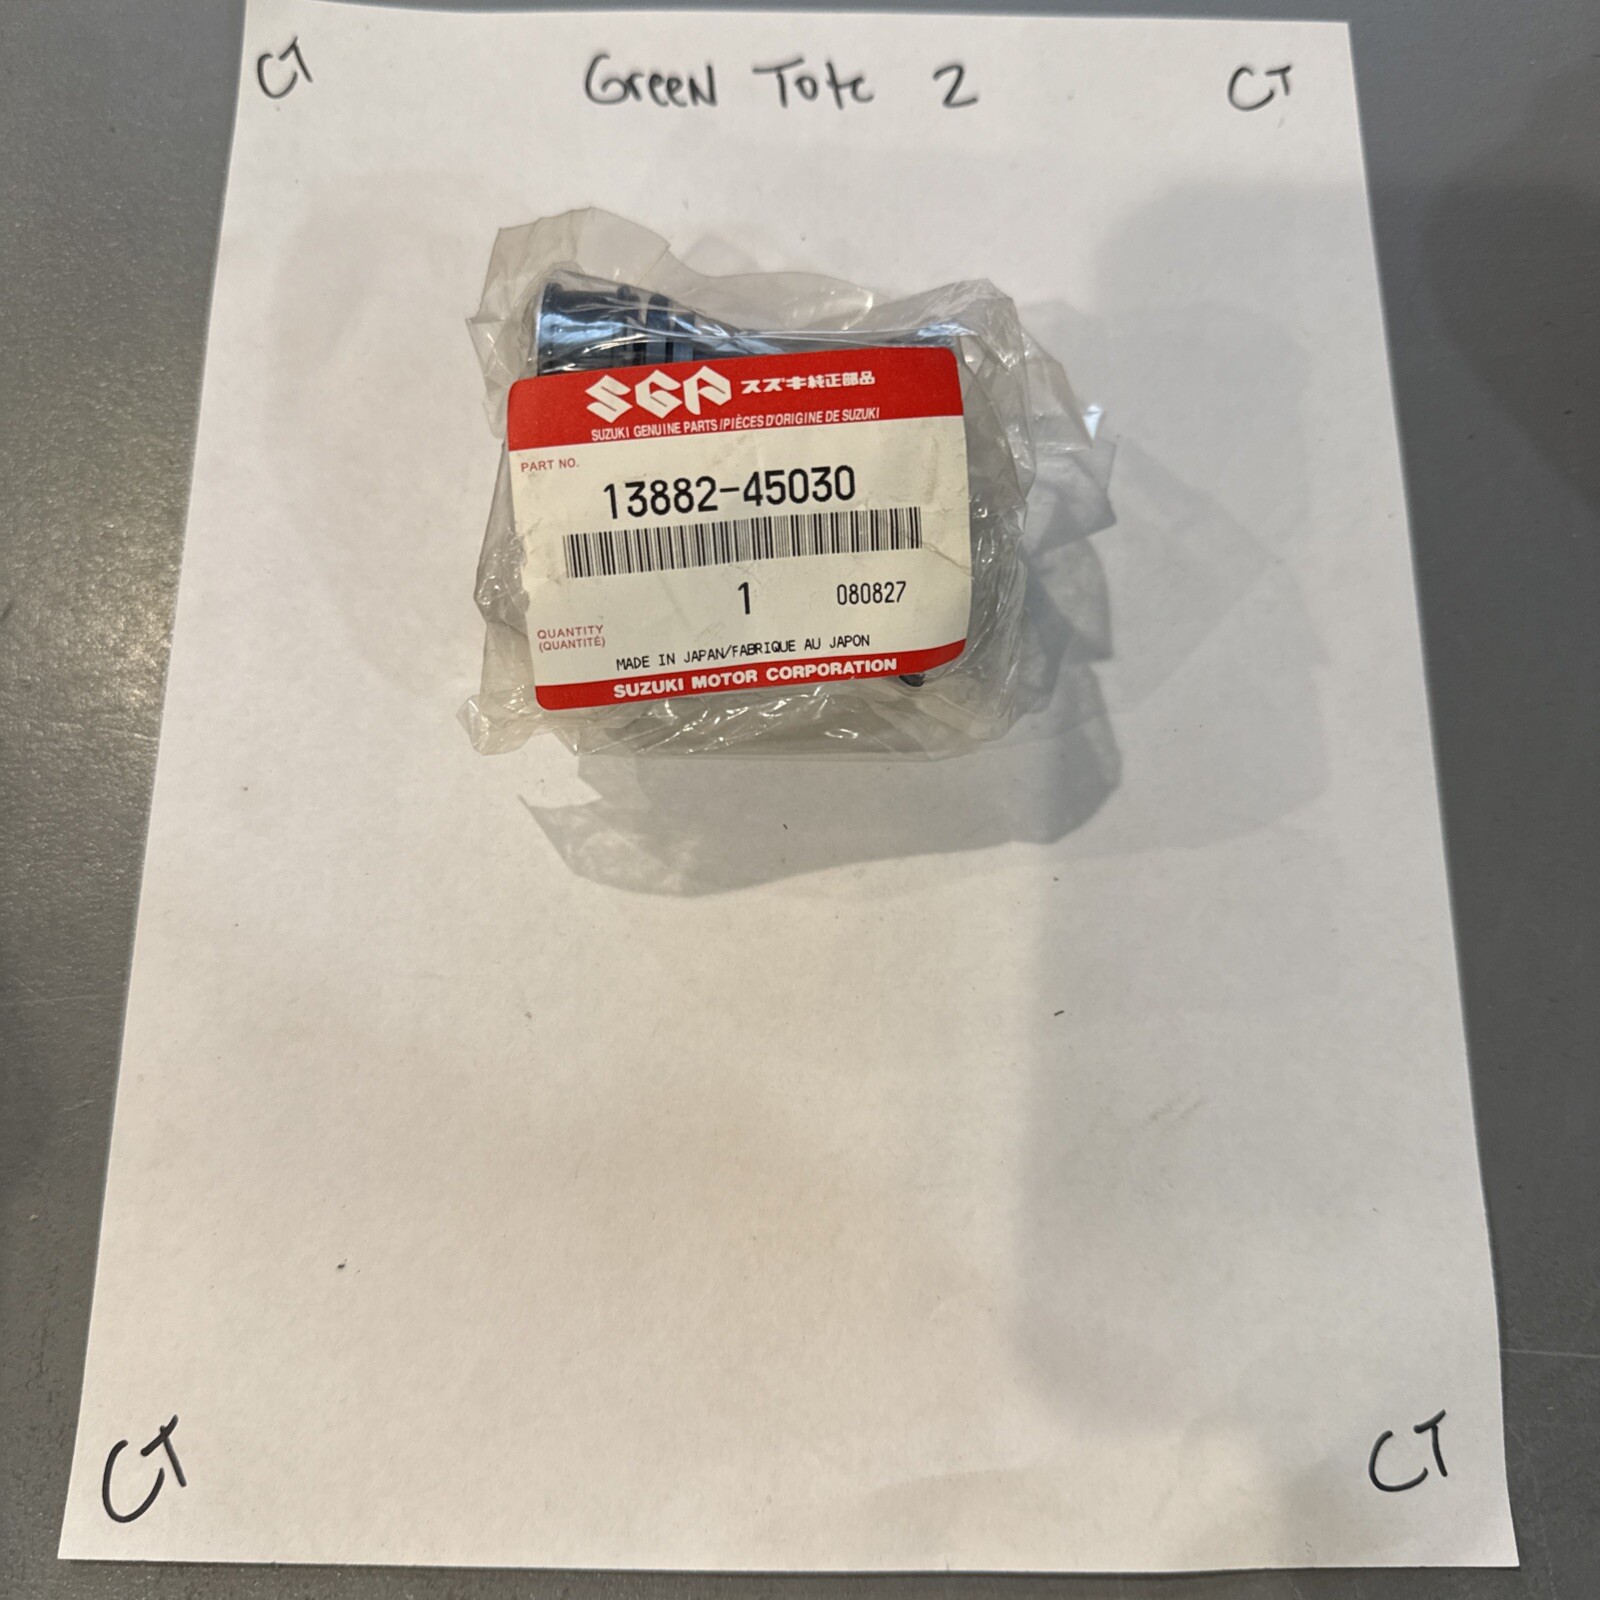 CT Green Tote 2 CT
SGP スズキ純正部品
SUZUKI GENUINE PARTS/PIÈCES D'ORIGINE DE SUZUKI
PART NO.
13882-45030
1 080827
QUANTITY
(QUANTITÉ)
MADE IN JAPAN/FABRIQUE AU JAPON
SUZUKI MOTOR CORPORATION
CT CT